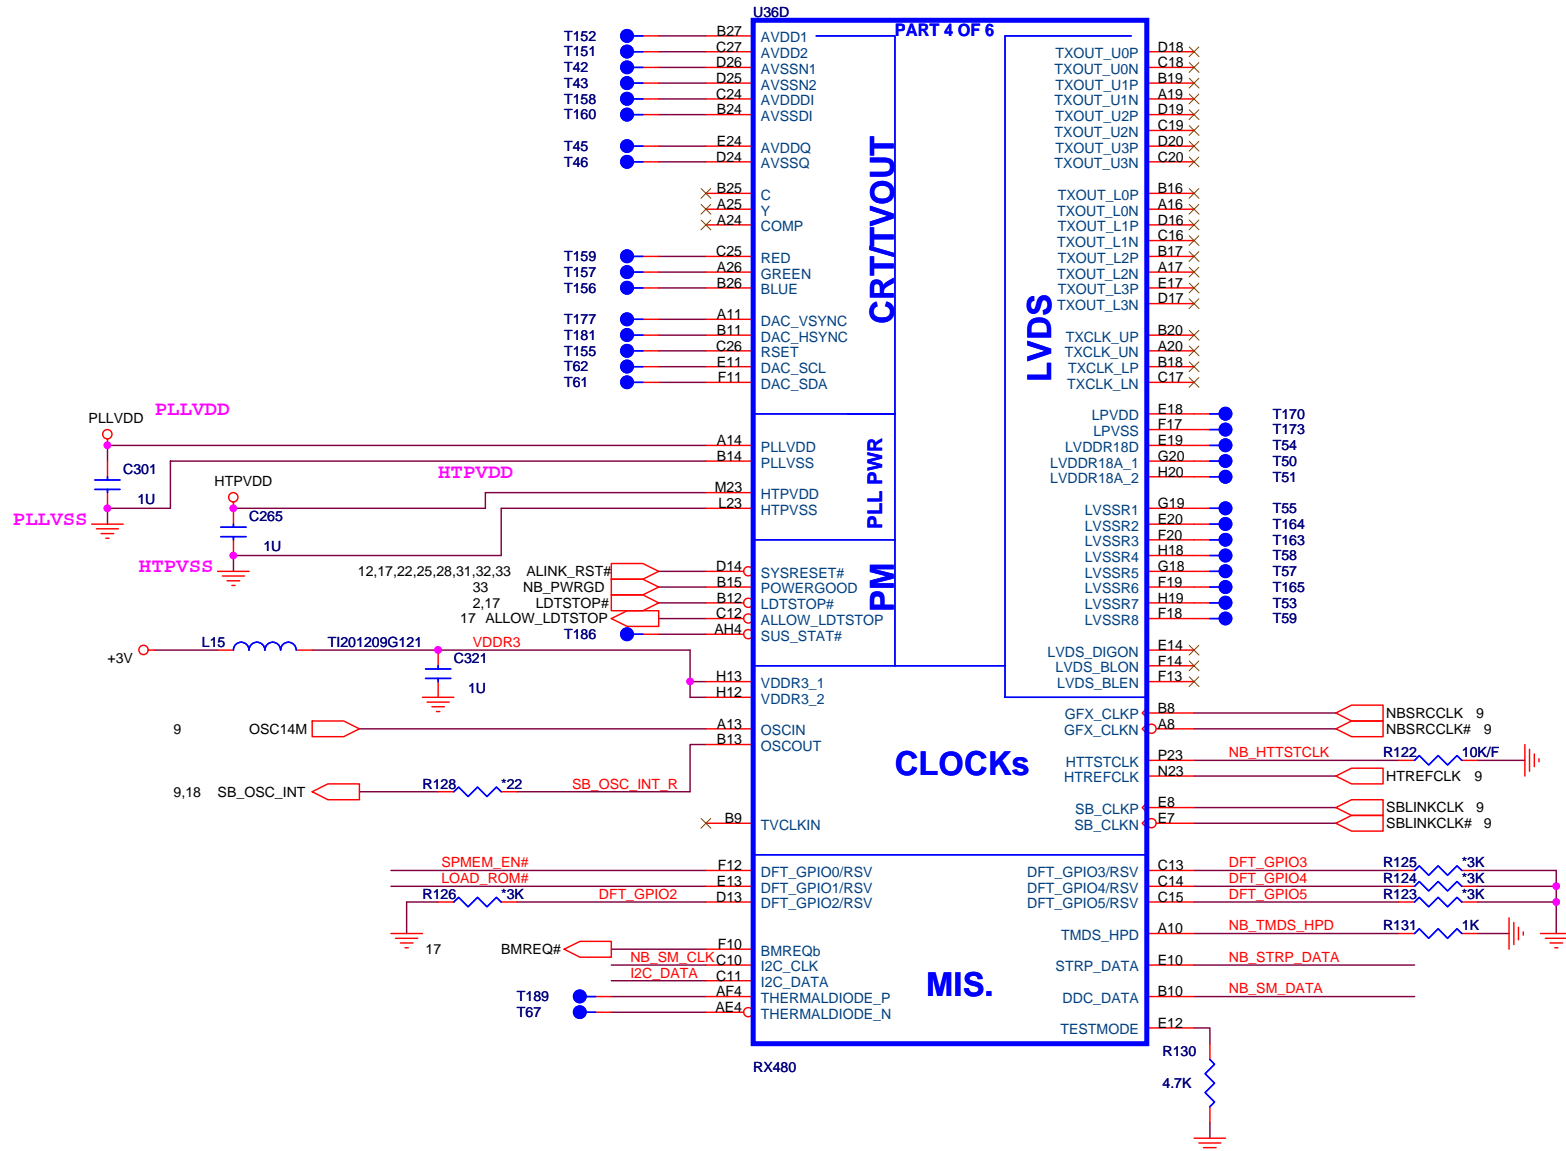 U36D
PART 4 OF 6
T152 B27 AVDD1
T151 C27 AVDD2
T42 D26 AVSSN1
T43 D25 AVSSN2
T158 C24 AVDDDI
T160 B24 AVSSDI
T45 E24 AVDDQ
T46 D24 AVSSQ
B25 C
A25 Y
A24 COMP
T159 C25 RED
T157 A26 GREEN
T156 B26 BLUE
T177 A11 DAC_VSYNC
T181 B11 DAC_HSYNC
T155 C26 RSET
T62 E11 DAC_SCL
T61 F11 DAC_SDA
CRT/TVOUT
PLLVDD PLLVDD
A14 PLLVDD
B14 PLLVSS
C301
1U
PLLVSS
HTPVDD
HTPVDD
M23 HTPVDD
L23 HTPVSS
C265
1U
HTPVSS
PLL PWR
12,17,22,25,28,31,32,33 ALINK_RST# D14 SYSRESET#
33 NB_PWRGD B15 POWERGOOD
2,17 LDTSTOP# B12 LDTSTOP#
17 ALLOW_LDTSTOP C12 ALLOW_LDTSTOP
T186 AH4 SUS_STAT#
PM
+3V L15 TI201209G121 VDDR3
C321
1U
H13 VDDR3_1
H12 VDDR3_2
9 OSC14M A13 OSCIN
B13 OSCOUT
9,18 SB_OSC_INT R128 *22 SB_OSC_INT_R
B9 TVCLKIN
CLOCKs
SPMEM_EN# F12 DFT_GPIO0/RSV
LOAD_ROM# E13 DFT_GPIO1/RSV
R126 *3K DFT_GPIO2 D13 DFT_GPIO2/RSV
17 BMREQ# F10 BMREQb
NB_SM_CLK C10 I2C_CLK
I2C_DATA C11 I2C_DATA
T189 AF4 THERMALDIODE_P
T67 AE4 THERMALDIODE_N
MIS.
RX480
TXOUT_U0P D18
TXOUT_U0N C18
TXOUT_U1P B19
TXOUT_U1N A19
TXOUT_U2P D19
TXOUT_U2N C19
TXOUT_U3P D20
TXOUT_U3N C20
TXOUT_L0P B16
TXOUT_L0N A16
TXOUT_L1P D16
TXOUT_L1N C16
TXOUT_L2P B17
TXOUT_L2N A17
TXOUT_L3P E17
TXOUT_L3N D17
LVDS
TXCLK_UP B20
TXCLK_UN A20
TXCLK_LP B18
TXCLK_LN C17
LPVDD E18 T170
LPVSS F17 T173
LVDDR18D E19 T54
LVDDR18A_1 G20 T50
LVDDR18A_2 H20 T51
LVSSR1 G19 T55
LVSSR2 E20 T164
LVSSR3 F20 T163
LVSSR4 H18 T58
LVSSR5 G18 T57
LVSSR6 F19 T165
LVSSR7 H19 T53
LVSSR8 F18 T59
LVDS_DIGON E14
LVDS_BLON F14
LVDS_BLEN F13
GFX_CLKP B8 NBSRCCLK 9
GFX_CLKN A8 NBSRCCLK# 9
HTTSTCLK P23 NB_HTTSTCLK R122 10K/F
HTREFCLK N23 HTREFCLK 9
SB_CLKP E8 SBLINKCLK 9
SB_CLKN E7 SBLINKCLK# 9
DFT_GPIO3/RSV C13 DFT_GPIO3 R125 *3K
DFT_GPIO4/RSV C14 DFT_GPIO4 R124 *3K
DFT_GPIO5/RSV C15 DFT_GPIO5 R123 *3K
TMDS_HPD A10 NB_TMDS_HPD R131 1K
STRP_DATA E10 NB_STRP_DATA
DDC_DATA B10 NB_SM_DATA
TESTMODE E12
R130
4.7K